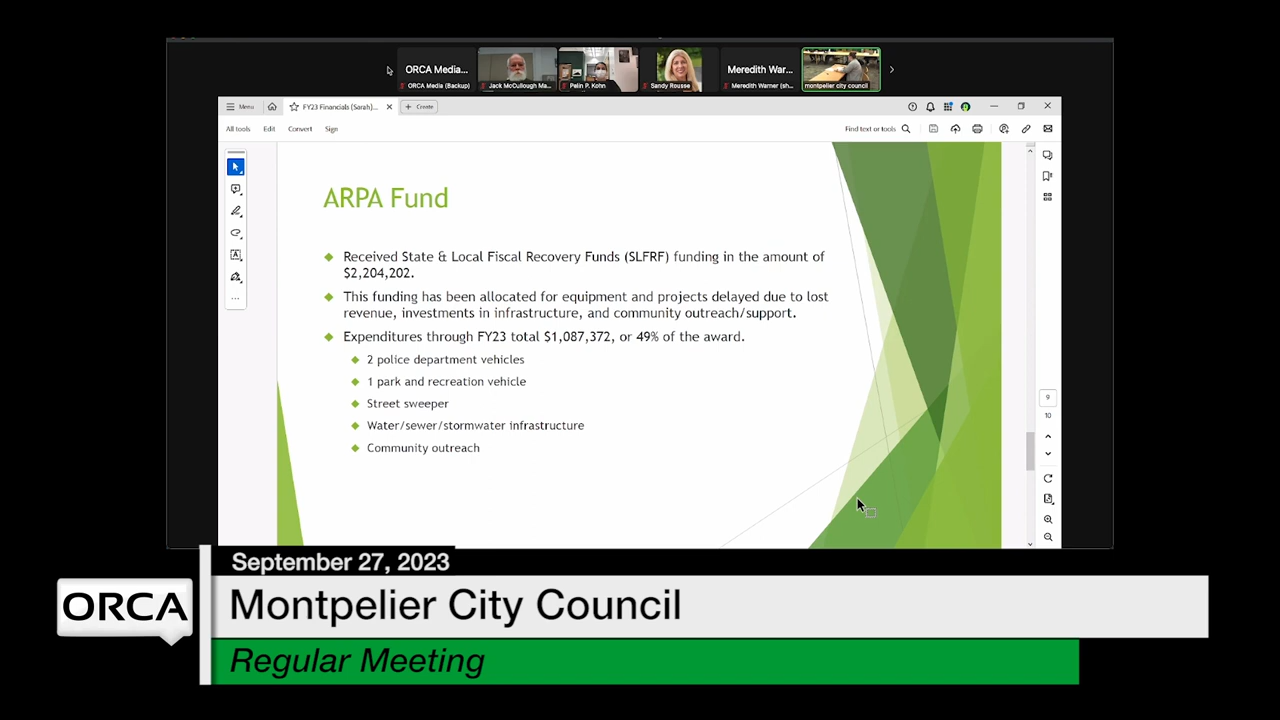 ORCA Media...
Meredith War...
ORCA Media (Backup)
Jack McCullough Ma...
Pelin P. Kohn
Sandy Rousse
Meredith Warner (sh...
montpelier city council
Menu
FY23 Financials (Sarah)...
Create
All tools
Edit
Convert
Sign
Find text or tools
ARPA Fund
Received State & Local Fiscal Recovery Funds (SLFRF) funding in the amount of
$2,204,202.
This funding has been allocated for equipment and projects delayed due to lost
revenue, investments in infrastructure, and community outreach/support.
Expenditures through FY23 total $1,087,372, or 49% of the award.
2 police department vehicles
1 park and recreation vehicle
Street sweeper
Water/sewer/stormwater infrastructure
Community outreach
9
10
September 27, 2023
ORCA
Montpelier City Council
Regular Meeting